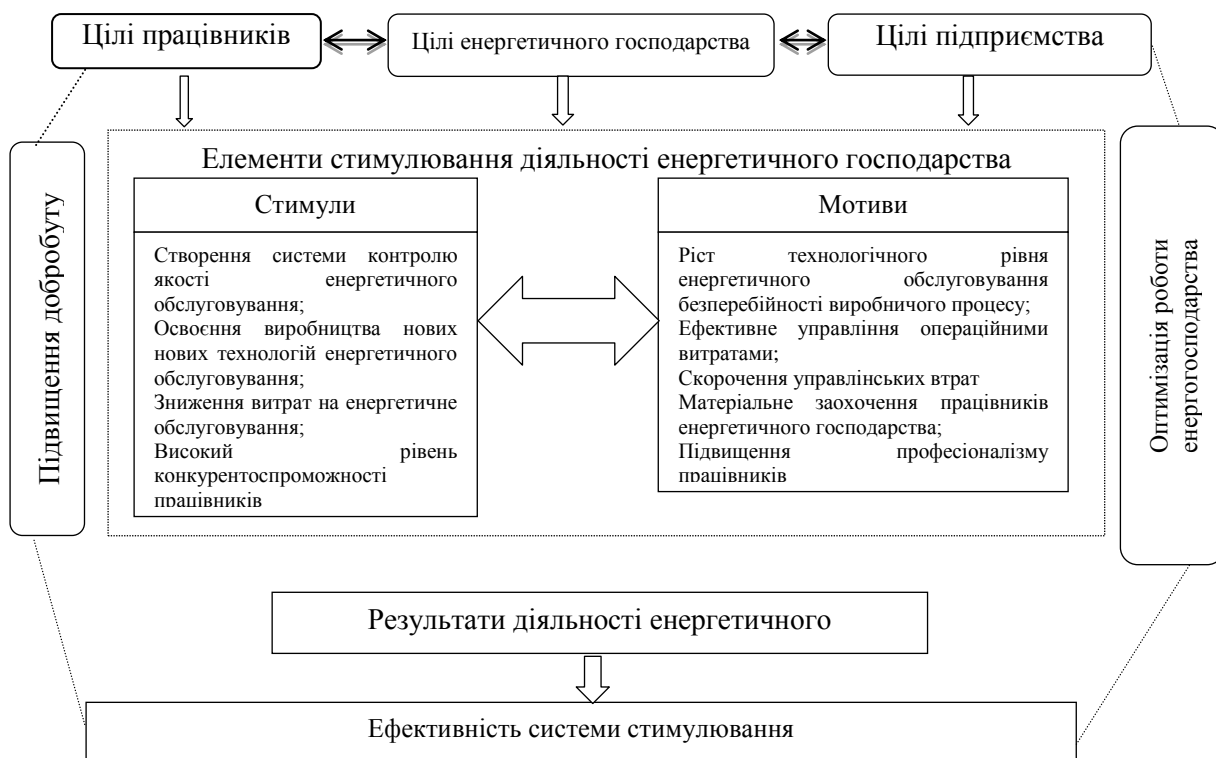 Цілі працівників
Цілі енергетичного господарства
Цілі підприємства
Підвищення добробуту
Елементи стимулювання діяльності енергетичного господарства
Стимули
Створення системи контролю
якості енергетичного
обслуговування;
Освоєння виробництва нових
нових технологій енергетичного
обслуговування;
Зниження витрат на енергетичне
обслуговування;
Високий рівень
конкурентоспроможності
працівників
Мотиви
Ріст технологічного рівня
енергетичного обслуговування
безперебійності виробничого процесу;
Ефективне управління операційними
витратами;
Скорочення управлінських втрат
Матеріальне заохочення працівників
енергетичного господарства;
Підвищення професіоналізму
працівників
Оптимізація роботи
енергогосподарства
Результати діяльності енергетичного
Ефективність системи стимулювання